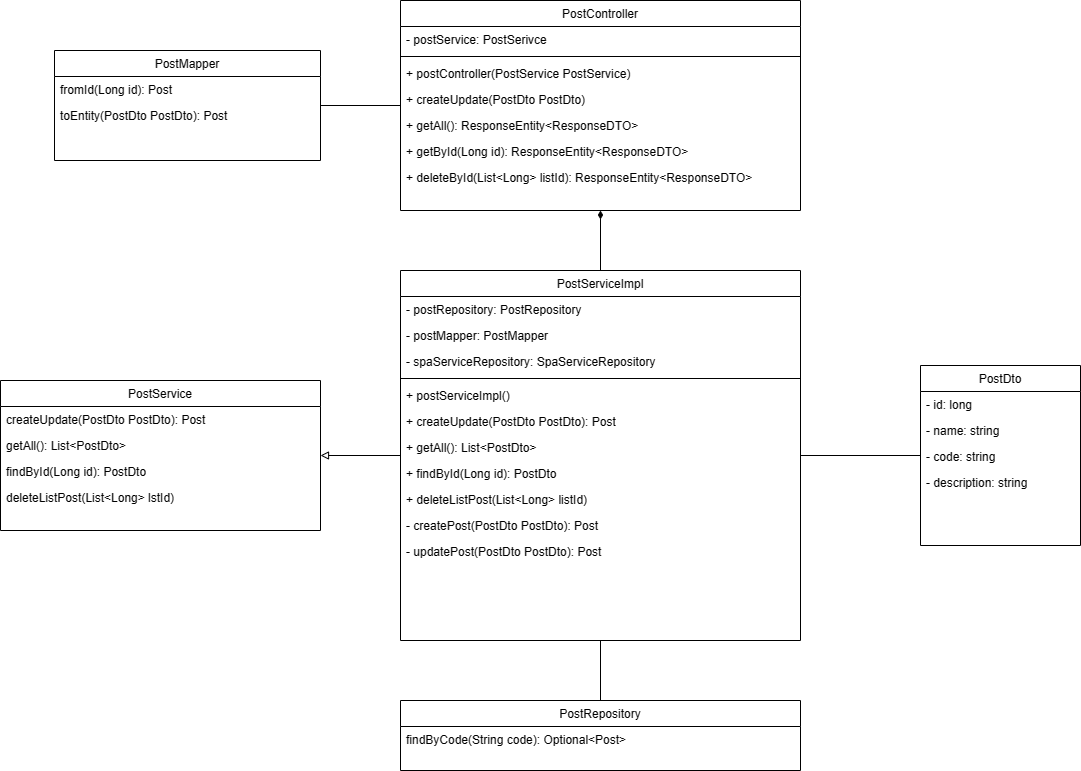 PostController
- postService: PostSerivce
+ postController(PostService PostService)
+ createUpdate(PostDto PostDto)
+ getAll(): ResponseEntity<ResponseDTO>
+ getById(Long id): ResponseEntity<ResponseDTO>
+ deleteById(List<Long> listId): ResponseEntity<ResponseDTO>
PostMapper
fromId(Long id): Post
toEntity(PostDto PostDto): Post
PostServiceImpl
- postRepository: PostRepository
- postMapper: PostMapper
- spaServiceRepository: SpaServiceRepository
+ postServiceImpl()
+ createUpdate(PostDto PostDto): Post
+ getAll(): List<PostDto>
+ findById(Long id): PostDto
+ deleteListPost(List<Long> listId)
- createPost(PostDto PostDto): Post
- updatePost(PostDto PostDto): Post
PostService
createUpdate(PostDto PostDto): Post
getAll(): List<PostDto>
findById(Long id): PostDto
deleteListPost(List<Long> lstId)
PostDto
- id: long
- name: string
- code: string
- description: string
PostRepository
findByCode(String code): Optional<Post>